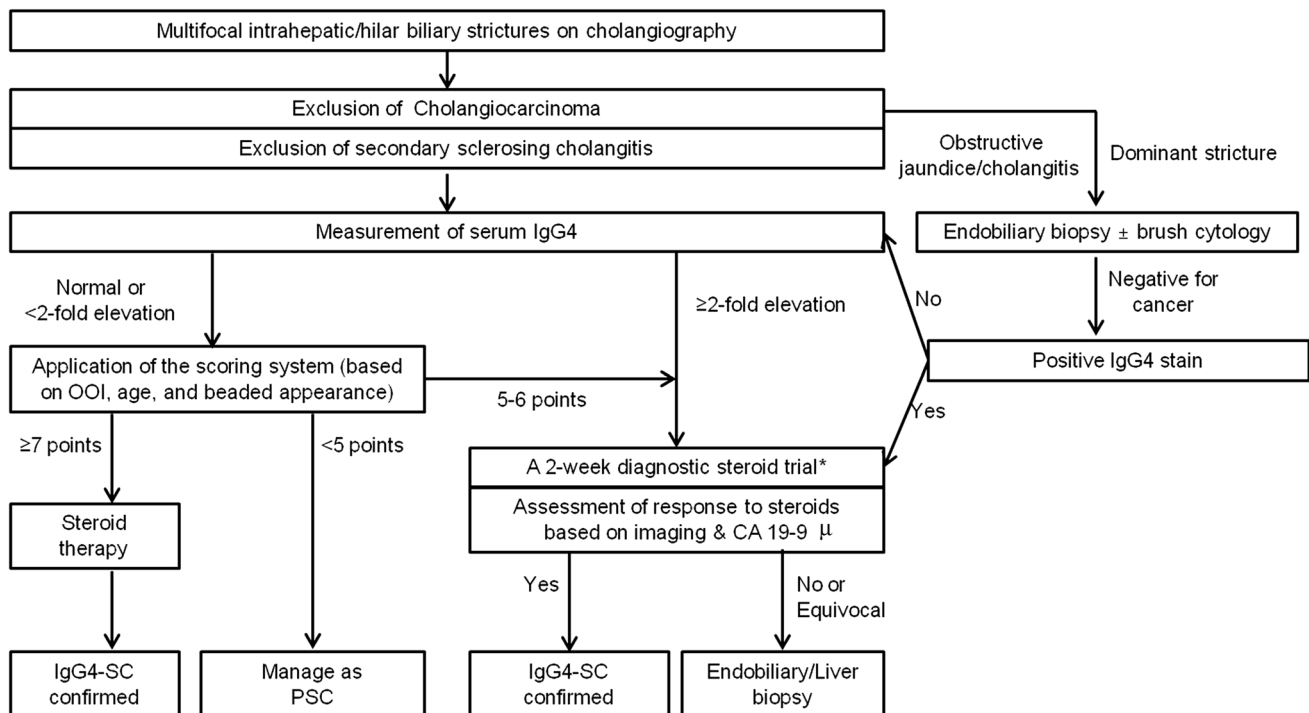 Multifocal intrahepatic/hilar biliary strictures on cholangiography
Exclusion of Cholangiocarcinoma
Exclusion of secondary sclerosing cholangitis
Obstructive
jaundice/cholangitis
Dominant stricture
Measurement of serum IgG4
Endobiliary biopsy ± brush cytology
Normal or
<2-fold elevation
≥2-fold elevation
No
Negative for
cancer
Application of the scoring system (based
on OOI, age, and beaded appearance)
5-6 points
Positive IgG4 stain
Yes
≥7 points
<5 points
A 2-week diagnostic steroid trial*
Assessment of response to steroids
based on imaging & CA 19-9 μ
Steroid
therapy
Yes
No or
Equivocal
IgG4-SC
confirmed
Manage as
PSC
IgG4-SC
confirmed
Endobiliary/Liver
biopsy